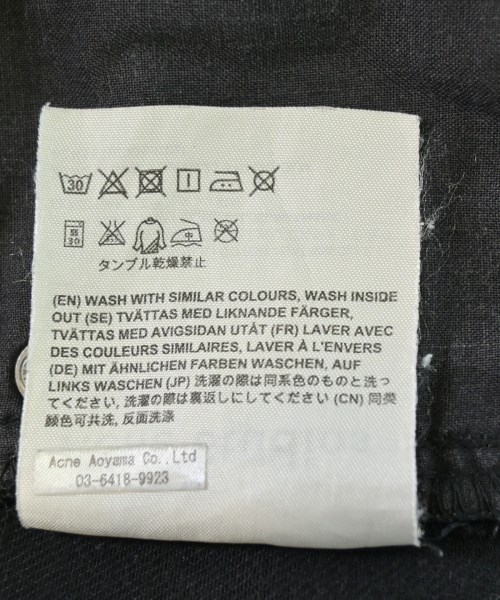 30
弱
30
中
タンブル乾燥禁止
(EN) WASH WITH SIMILAR COLOURS, WASH INSIDE
OUT (SE) TVÄTTAS MED LIKNANDE FÄRGER,
TVÄTTAS MED AVIGSIDAN UTÅT (FR) LAVER AVEC
DES COULEURS SIMILAIRES, LAVER À L'ENVERS
(DE) MIT ÄHNLICHEN FARBEN WASCHEN, AUF
LINKS WASCHEN (JP) 洗濯の際は同系色のものと洗っ
てください, 洗濯の際は裏返しにしてください (CN) 同类
颜色可共洗, 反面洗涤
Acne Aoyama Co.,Ltd
03-6418-9923